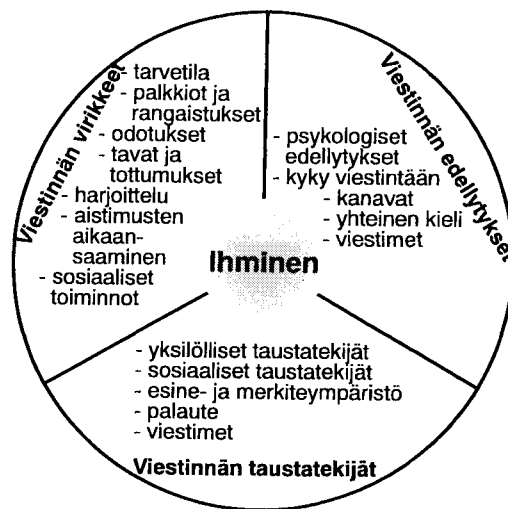 Viestinnän virikkeet
- tarvetila
- palkkiot ja
rangaistukset
- odotukset
- tavat ja
tottumukset
- harjoittelu
- aistimusten
aikaan-
saaminen
- sosiaaliset
toiminnot
Viestinnän edellytykset
- psykologiset
edellytykset
- kyky viestintään
- kanavat
- yhteinen kieli
- viestimet
Ihminen
- yksilölliset taustatekijät
- sosiaaliset taustatekijät
- esine- ja merkiteympäristö
- palaute
- viestimet
Viestinnän taustatekijät